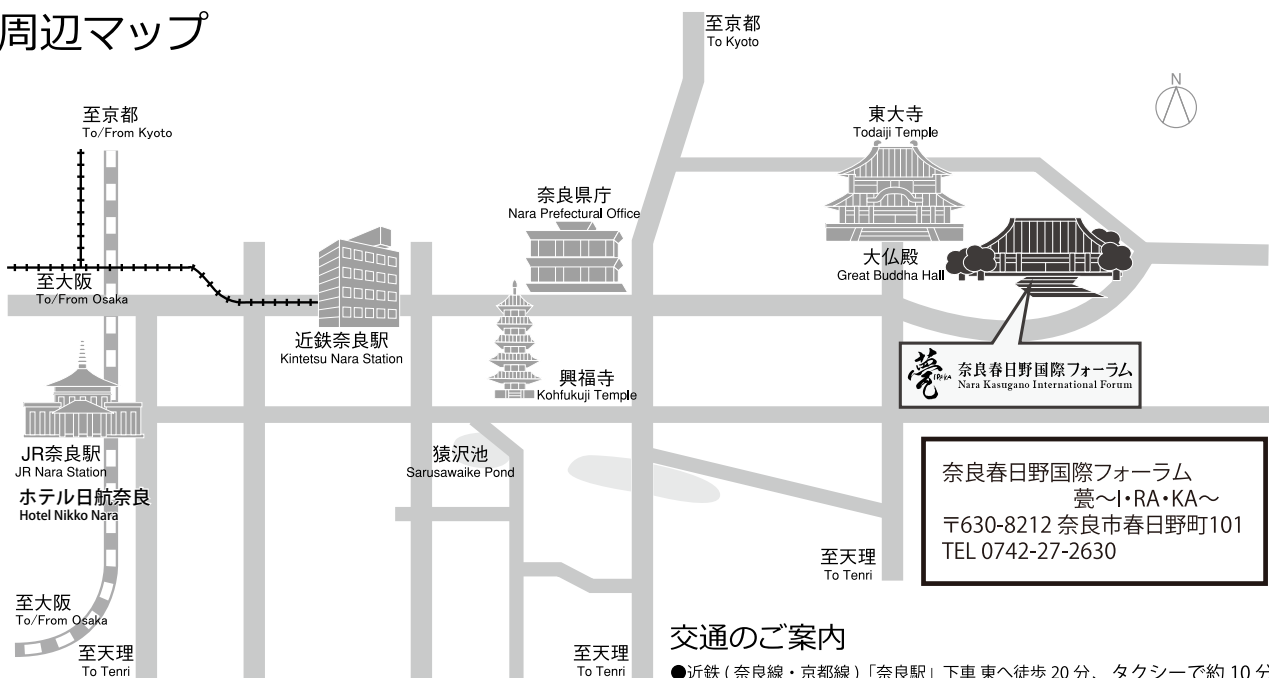 周辺マップ
至京都
To Kyoto
N
至京都
To/From Kyoto
東大寺
Todaiji Temple
奈良県庁
Nara Prefectural Office
大仏殿
Great Buddha Hall
至大阪
To/From Osaka
近鉄奈良駅
Kintetsu Nara Station
甍 IRAKA 奈良春日野国際フォーラム
Nara Kasugano International Forum
興福寺
Kohfukuji Temple
JR奈良駅
JR Nara Station
猿沢池
Sarusawaike Pond
ホテル日航奈良
Hotel Nikko Nara
奈良春日野国際フォーラム
甍～I・RA・KA～
〒630-8212 奈良市春日野町101
TEL 0742-27-2630
至天理
To Tenri
至大阪
To/From Osaka
至天理
To Tenri
至天理
To Tenri
交通のご案内
●近鉄(奈良線・京都線)「奈良駅」下車 東へ徒歩 20 分、タクシーで約 10 分